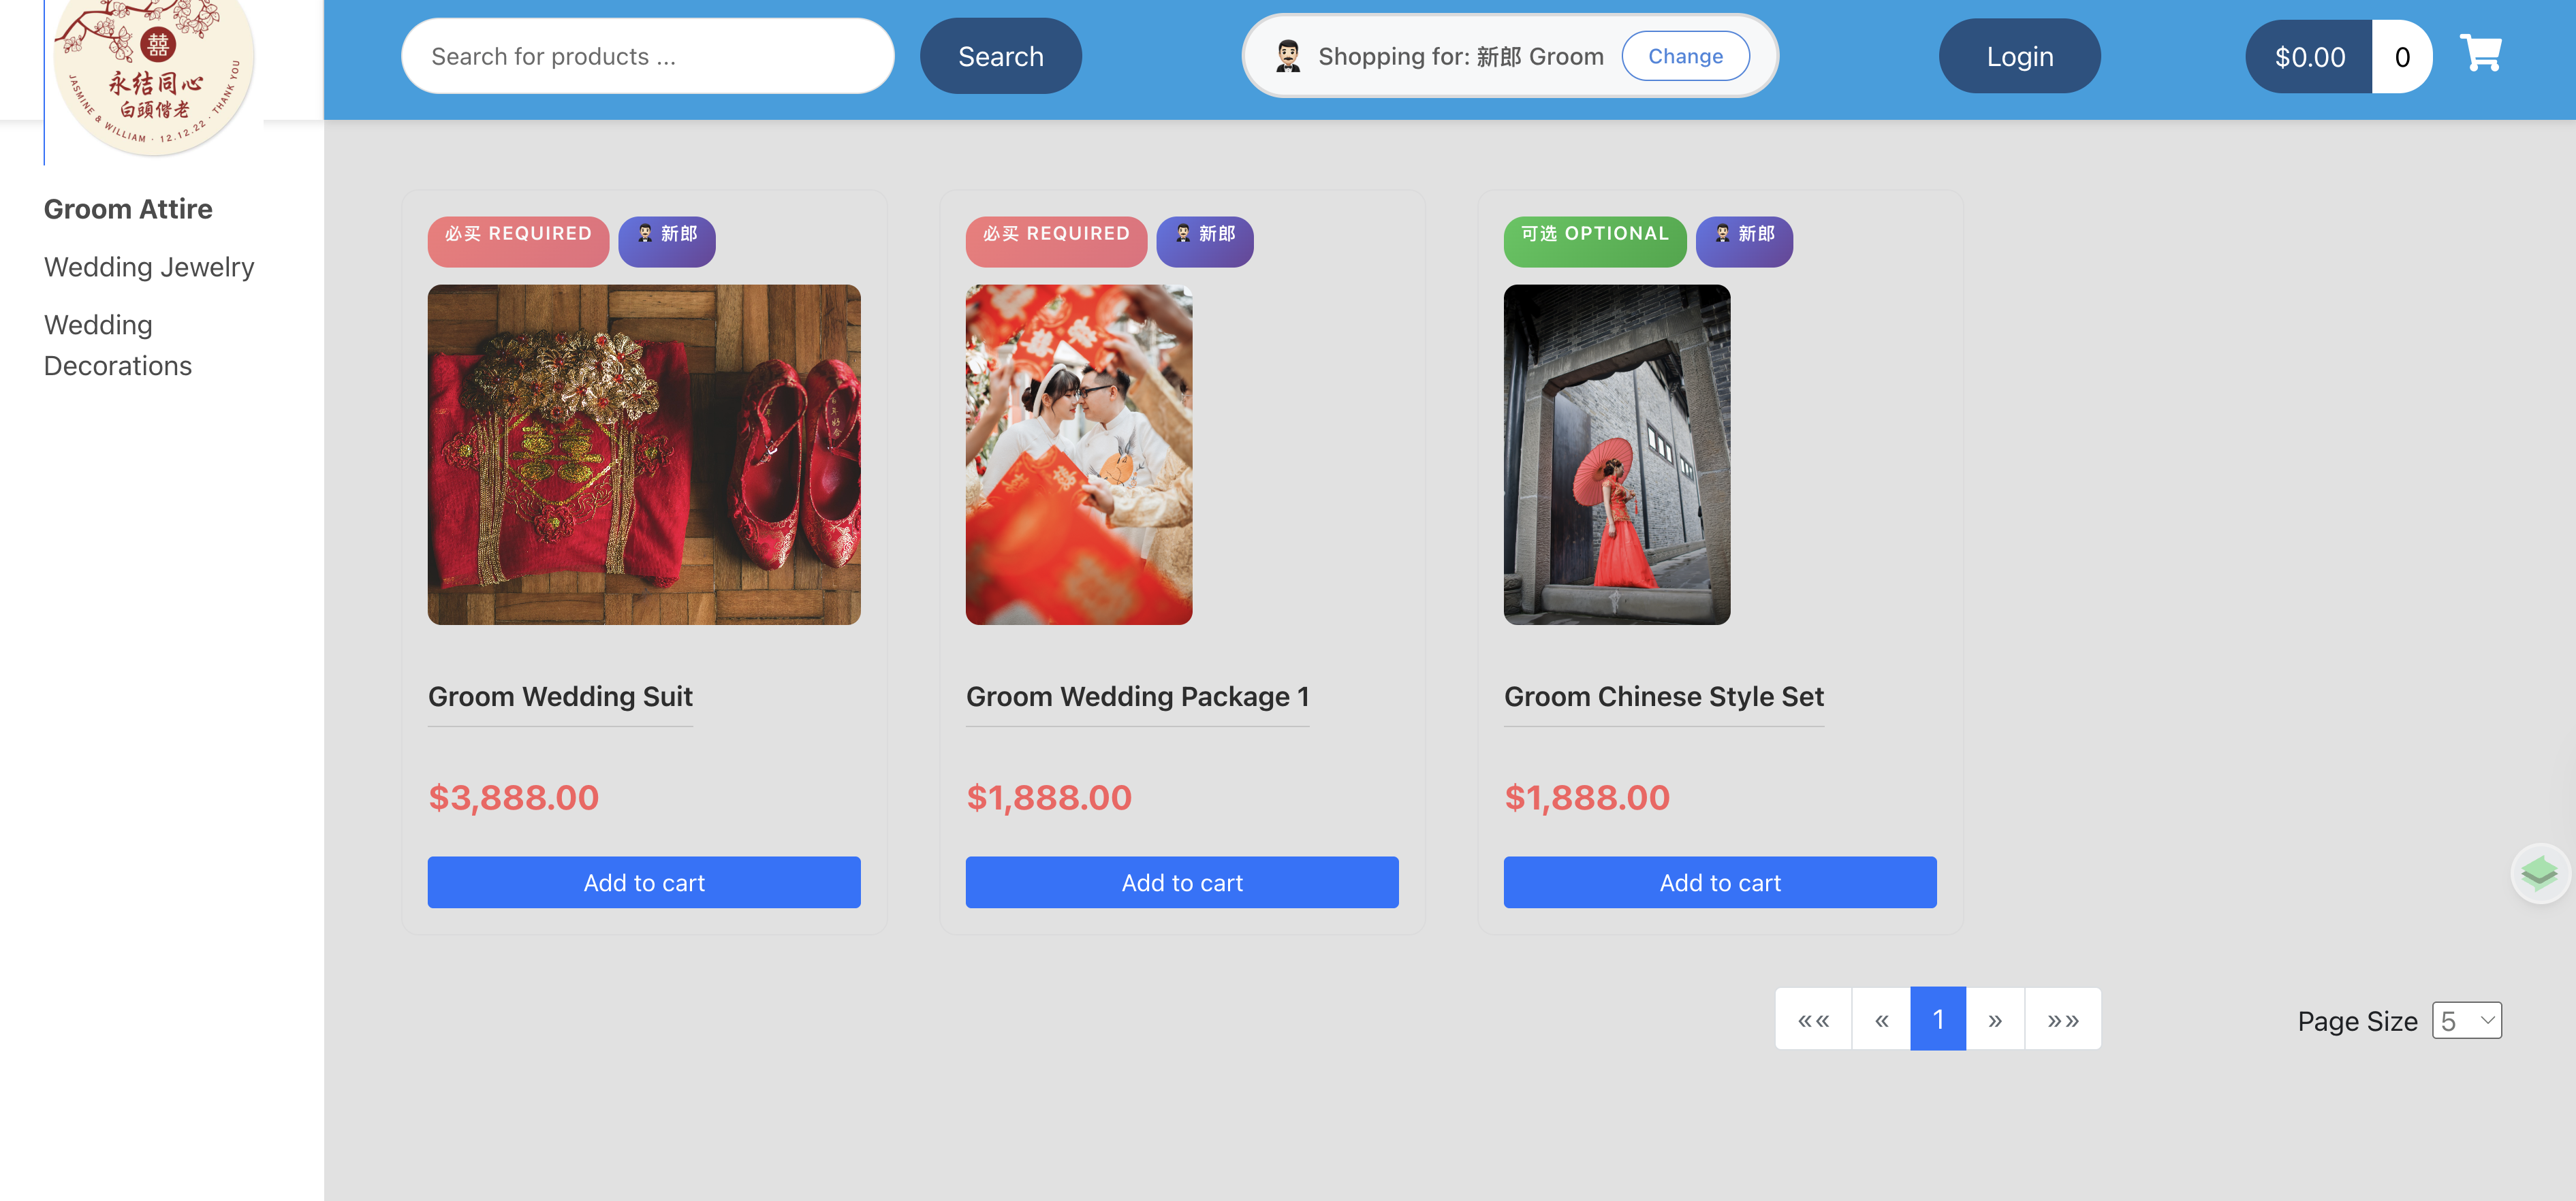 囍
永结同心
白頭偕老
JASMINE & WILLIAM · 12.12.22 · THANK YOU
Search for products ...
Search
Shopping for: 新郎 Groom
Change
Login
$0.00
0
Groom Attire
Wedding Jewelry
Wedding
Decorations
必买 REQUIRED
新郎
Groom Wedding Suit
$3,888.00
Add to cart
必买 REQUIRED
新郎
Groom Wedding Package 1
$1,888.00
Add to cart
可选 OPTIONAL
新郎
Groom Chinese Style Set
$1,888.00
Add to cart
«« « 1 » »»
Page Size 5